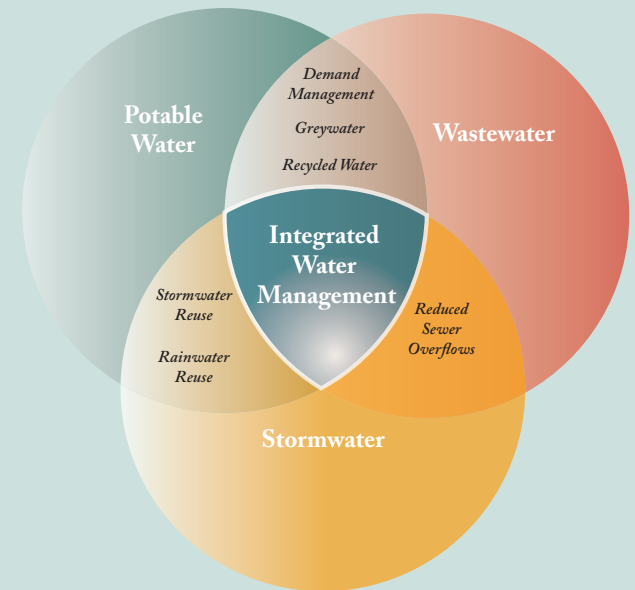 Demand
Management
Greywater
Recycled Water
Potable
Water
Wastewater
Integrated
Water
Management
Stormwater
Reuse
Rainwater
Reuse
Reduced
Sewer
Overflows
Stormwater